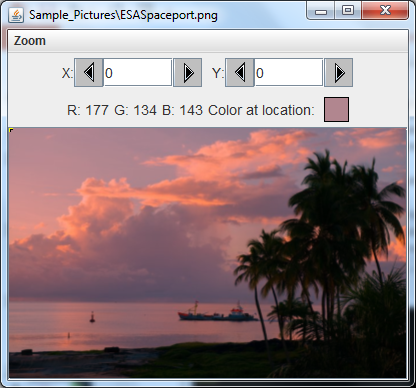 Sample_Pictures\ESASpaceport.png
Zoom
X: 0 Y: 0
R: 177 G: 134 B: 143 Color at location: